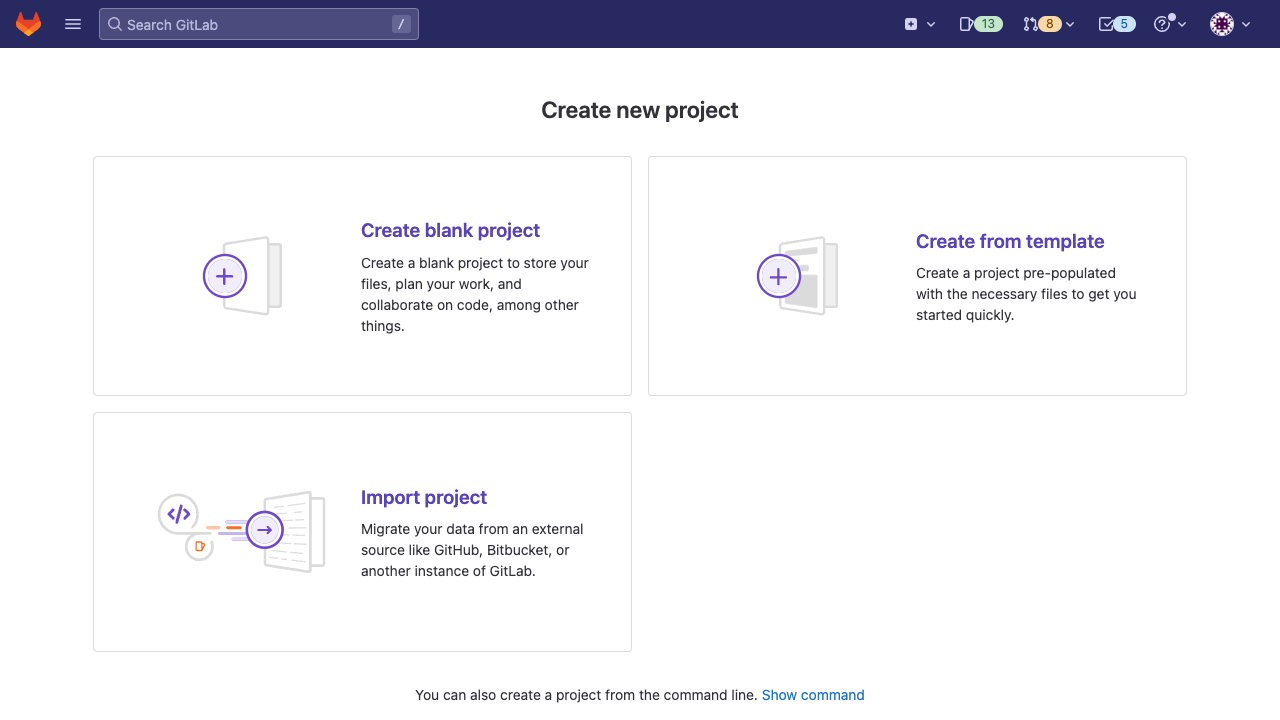 Search GitLab
/
13
8
5
Create new project
Create blank project
Create a blank project to store your
files, plan your work, and
collaborate on code, among other
things.
Create from template
Create a project pre-populated
with the necessary files to get you
started quickly.
Import project
Migrate your data from an external
source like GitHub, Bitbucket, or
another instance of GitLab.
You can also create a project from the command line. Show command